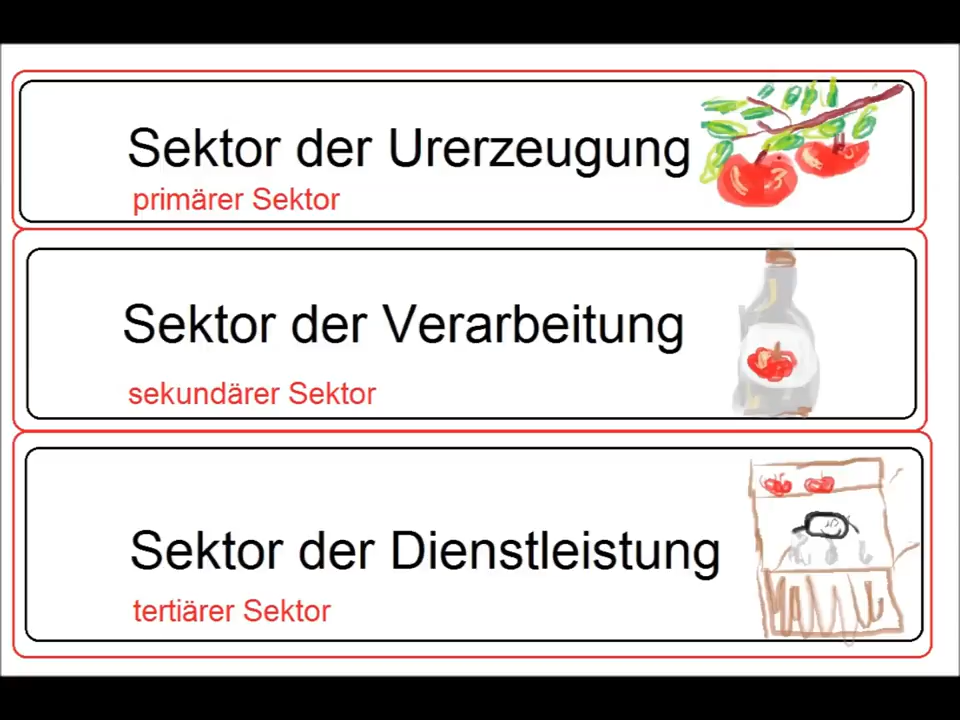 Sektor der Urerzeugung
primärer Sektor
Sektor der Verarbeitung
sekundärer Sektor
Sektor der Dienstleistung
tertiärer Sektor